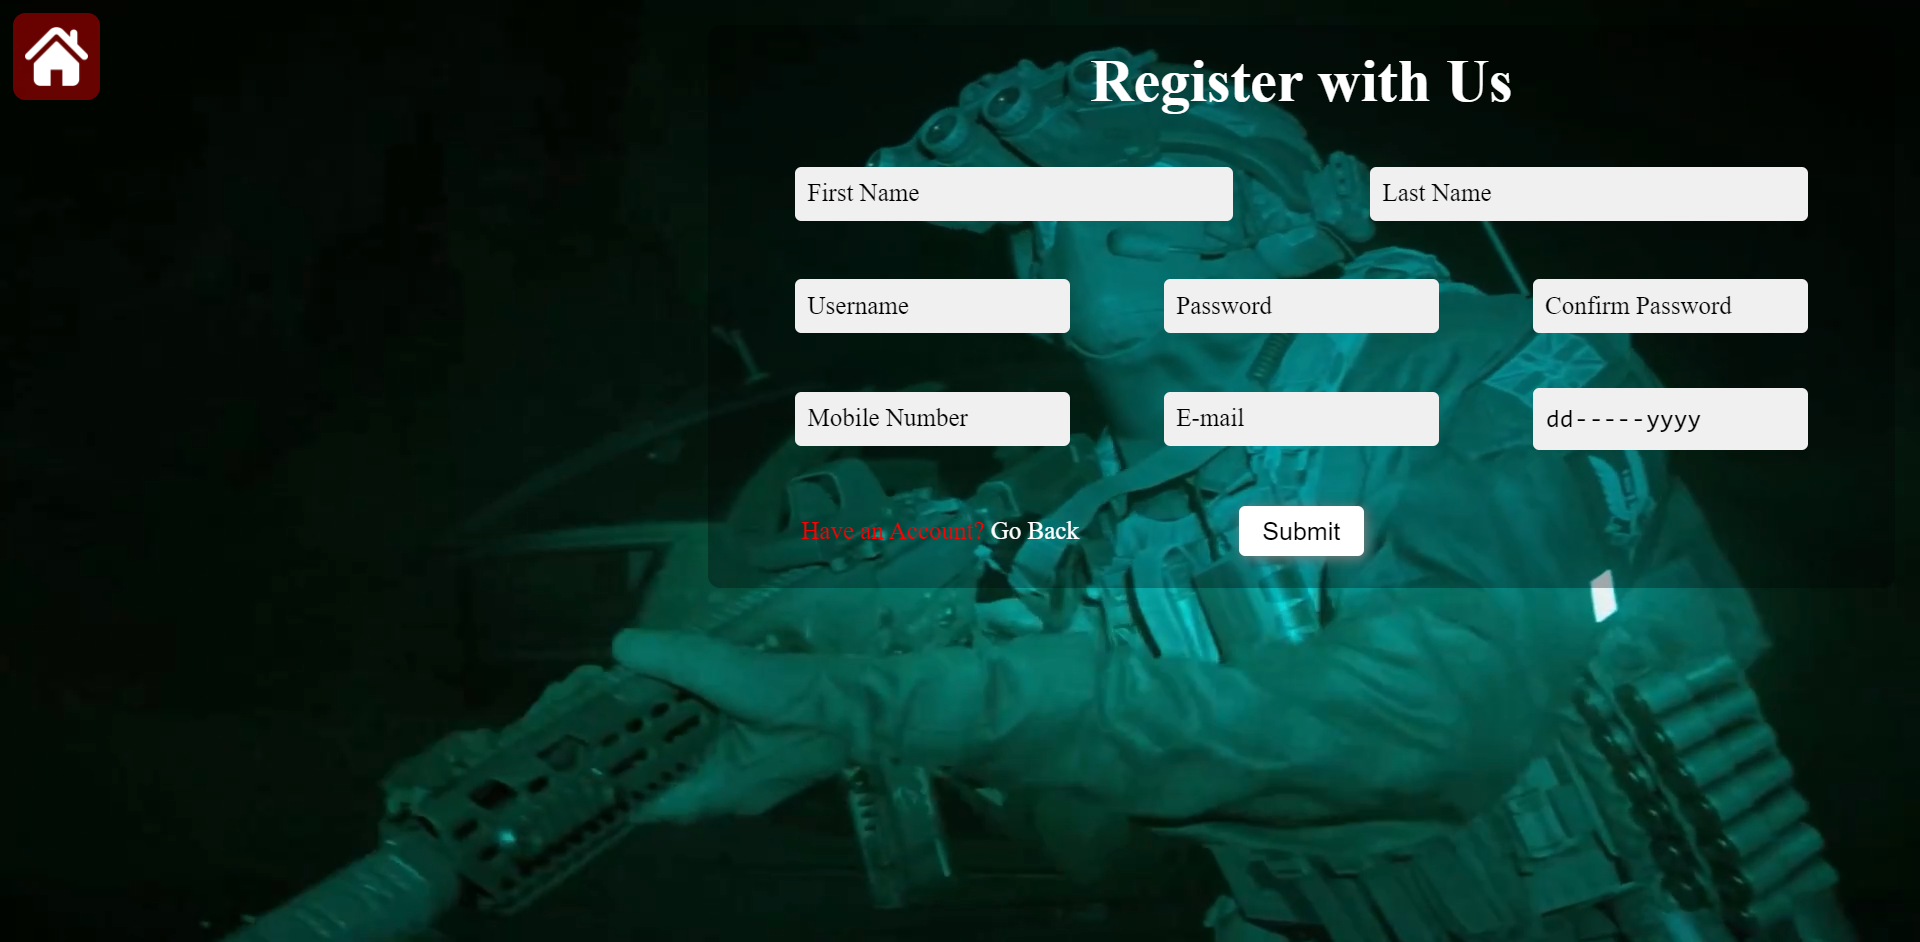 Register with Us
First Name Last Name
Username Password Confirm Password
Mobile Number E-mail dd-----yyyy
Have an Account? Go Back Submit